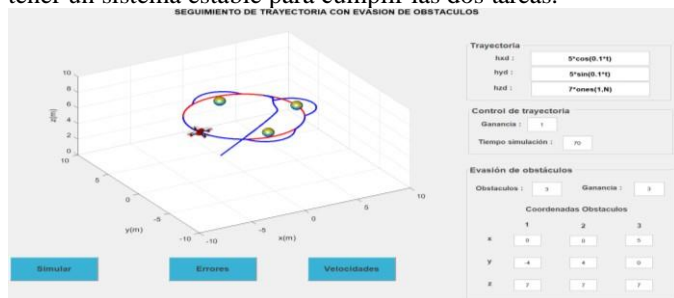 tener un sistema estable para cumplir las dos tareas.
SEGUIMIENTO DE TRAYECTORIA CON EVASION DE OBSTACULOS
10
8
6
4
2
0
z(m)
10
5
0
-5
-10
y(m)
-10
-5
0
5
10
x(m)
Trayectoria
hxd : 5*cos(0.1*t)
hyd : 5*sin(0.1*t)
hzd : 7*ones(1,N)
Control de trayectoria
Ganancia : 1
Tiempo simulación : 70
Evasión de obstáculos
Obstaculos : 3 Ganancia : 3
Coordenadas Obstaculos
1 2 3
x 0 0 5
y -4 4 0
z 7 7 7
Simular Errores Velocidades